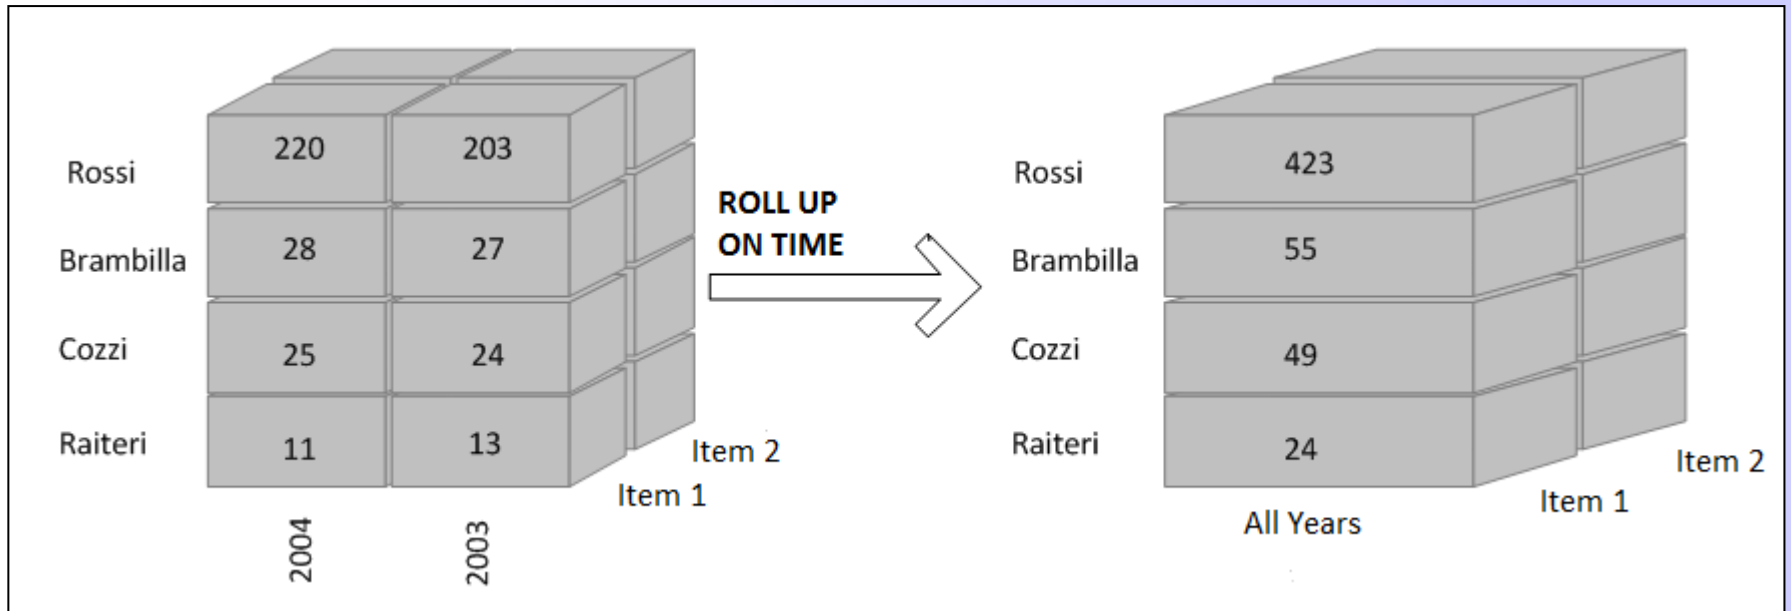 220 203
Rossi
28 27
Brambilla
25 24
Cozzi
11 13
Raiteri
Item 2
Item 1
2004
2003
ROLL UP
ON TIME
423
Rossi
55
Brambilla
49
Cozzi
24
Raiteri
Item 2
Item 1
All Years